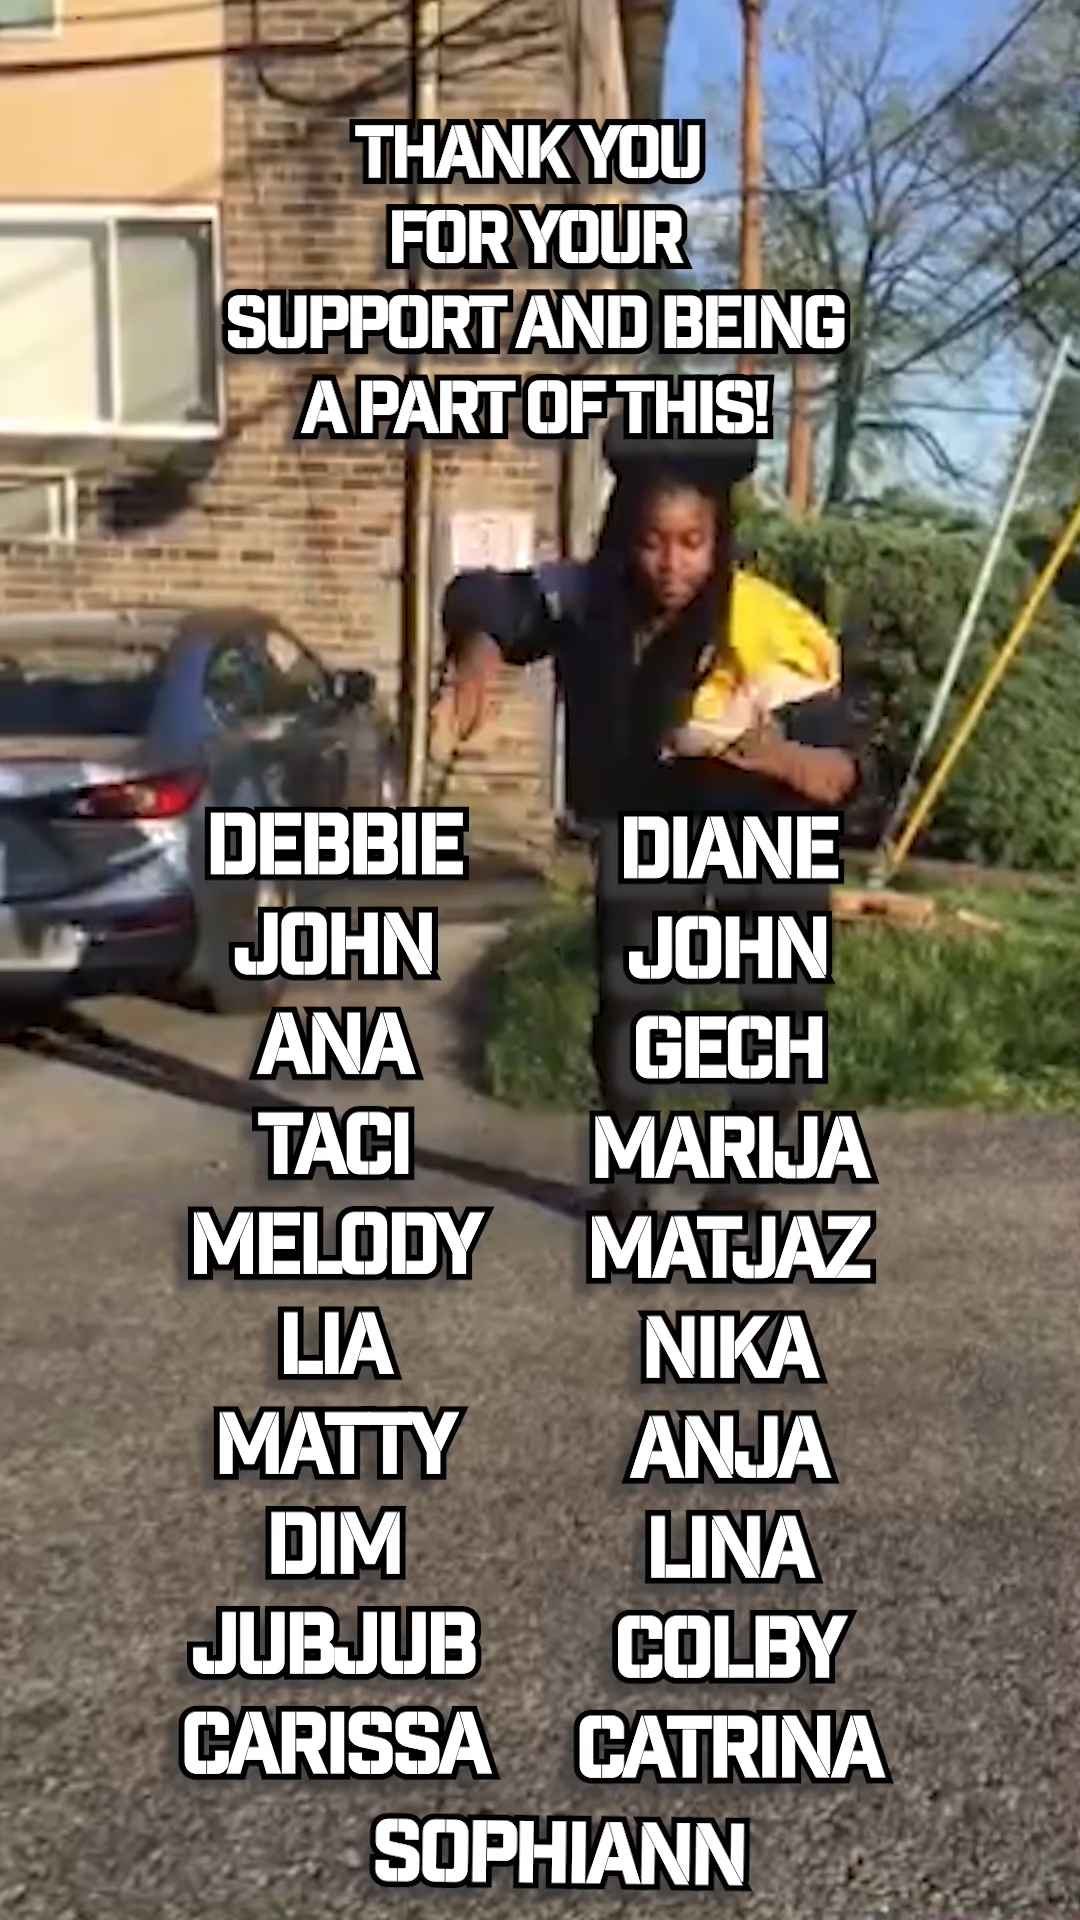 THANK YOU
FOR YOUR
SUPPORT AND BEING
A PART OF THIS!
DEBBIE
JOHN
ANA
TACI
MELODY
LIA
MATTY
DIM
JUBJUB
CARISSA
DIANE
JOHN
GECH
MARIJA
MATJAZ
NIKA
ANJA
LINA
COLBY
CATRINA
SOPHIANN